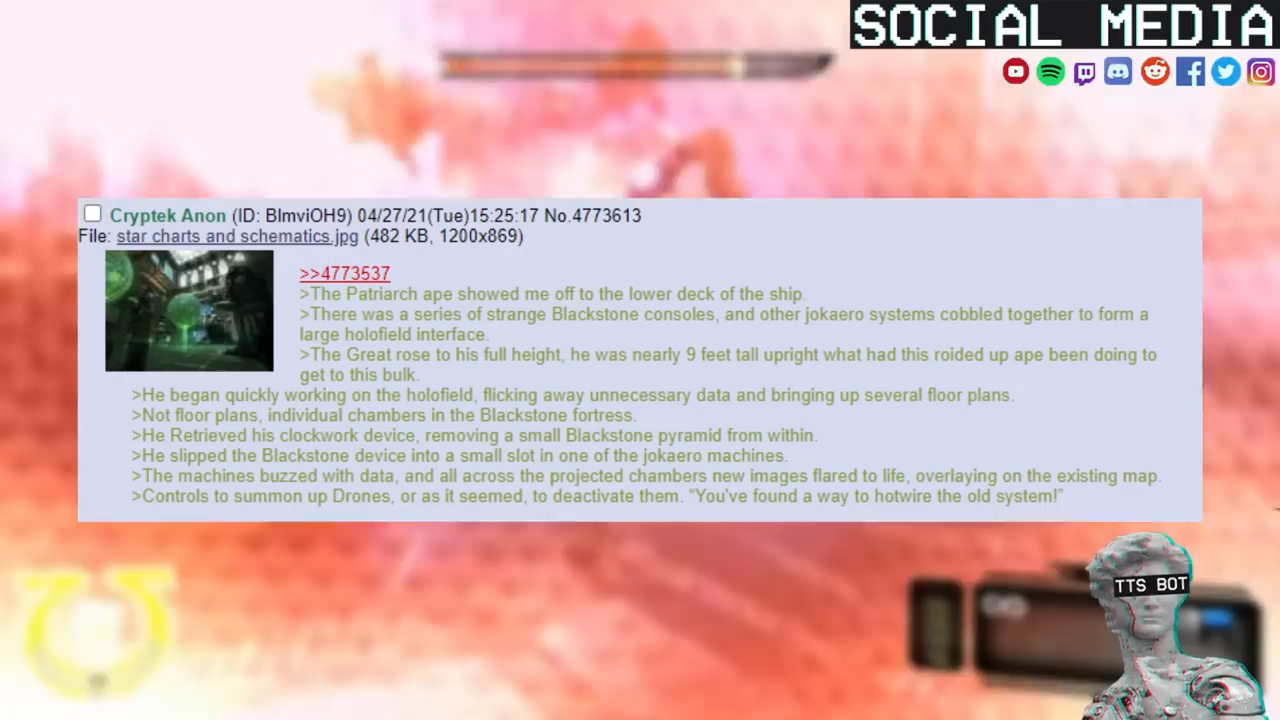 SOCIAL MEDIA
Cryptek Anon (ID: BlmviOH9) 04/27/21(Tue)15:25:17 No.4773613
File: star charts and schematics.jpg (482 KB, 1200x869)
>>4773537
>The Patriarch ape showed me off to the lower deck of the ship.
>There was a series of strange Blackstone consoles, and other jokaero systems cobbled together to form a
large holofield interface.
>The Great rose to his full height, he was nearly 9 feet tall upright what had this roided up ape been doing to
get to this bulk.
>He began quickly working on the holofield, flicking away unnecessary data and bringing up several floor plans.
>Not floor plans, individual chambers in the Blackstone fortress.
>He Retrieved his clockwork device, removing a small Blackstone pyramid from within.
>He slipped the Blackstone device into a small slot in one of the jokaero machines.
>The machines buzzed with data, and all across the projected chambers new images flared to life, overlaying on the existing map.
>Controls to summon up Drones, or as it seemed, to deactivate them. “You've found a way to hotwire the old system!”
TTS BOT